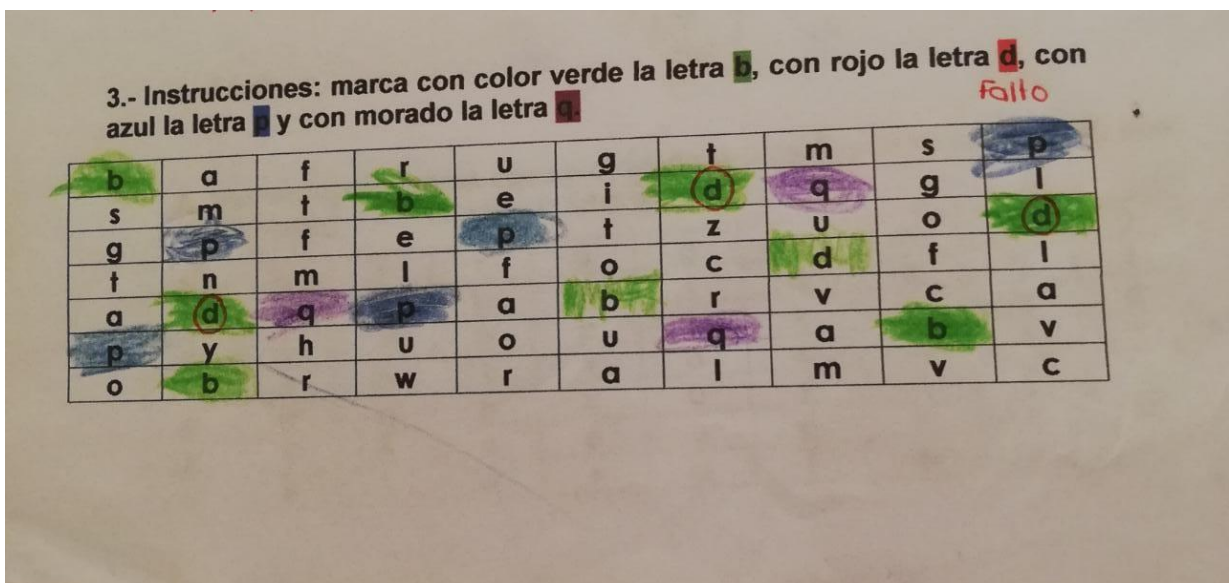 3.- Instrucciones: marca con color verde la letra b, con rojo la letra d, con
falto
azul la letra p y con morado la letra q.
b a f r u g t m s p
s m t b e i d q g l
g p f e p t z u o d
t n m l f o c d f l
a d q p a b r v c a
p y h u o u q a b v
o b r w r a l m v c